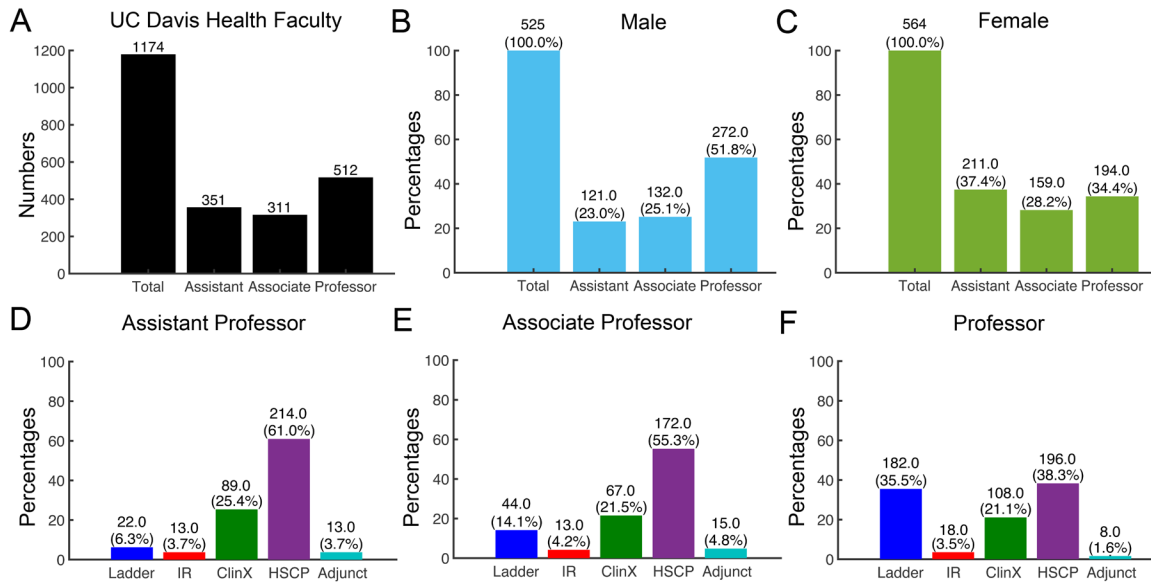 A
UC Davis Health Faculty
Numbers
1200
1000
800
600
400
200
0
1174
351
311
512
Total
Assistant
Associate
Professor
B
Male
Percentages
100
80
60
40
20
0
525
(100.0%)
121.0
(23.0%)
132.0
(25.1%)
272.0
(51.8%)
Total
Assistant
Associate
Professor
C
Female
Percentages
100
80
60
40
20
0
564
(100.0%)
211.0
(37.4%)
159.0
(28.2%)
194.0
(34.4%)
Total
Assistant
Associate
Professor
D
Assistant Professor
Percentages
100
80
60
40
20
0
22.0
(6.3%)
13.0
(3.7%)
89.0
(25.4%)
214.0
(61.0%)
13.0
(3.7%)
Ladder
IR
ClinX
HSCP
Adjunct
E
Associate Professor
Percentages
100
80
60
40
20
0
44.0
(14.1%)
13.0
(4.2%)
67.0
(21.5%)
172.0
(55.3%)
15.0
(4.8%)
Ladder
IR
ClinX
HSCP
Adjunct
F
Professor
Percentages
100
80
60
40
20
0
182.0
(35.5%)
18.0
(3.5%)
108.0
(21.1%)
196.0
(38.3%)
8.0
(1.6%)
Ladder
IR
ClinX
HSCP
Adjunct